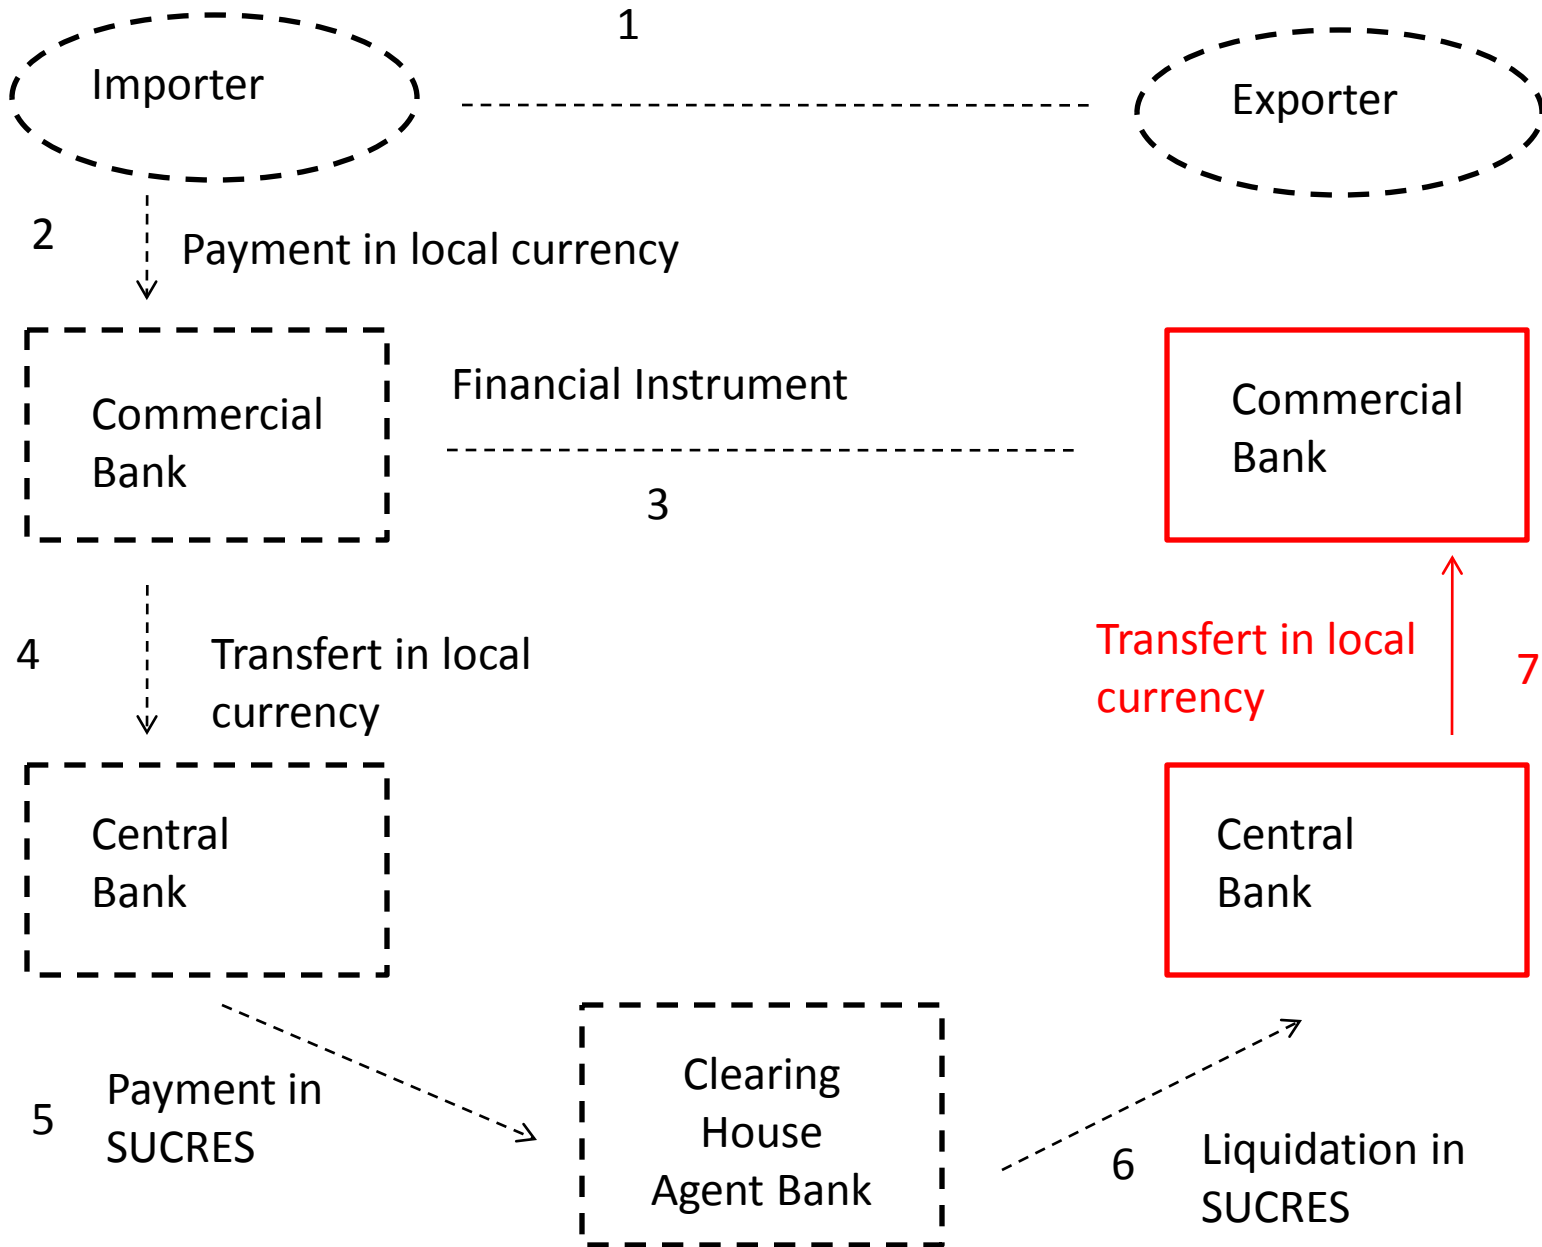 1
Importer
Exporter
2
Payment in local currency
Commercial
Bank
Financial Instrument
3
Commercial
Bank
4
Transfert in local
currency
Transfert in local
currency
7
Central
Bank
Central
Bank
5
Payment in
SUCRES
Clearing
House
Agent Bank
6
Liquidation in
SUCRES